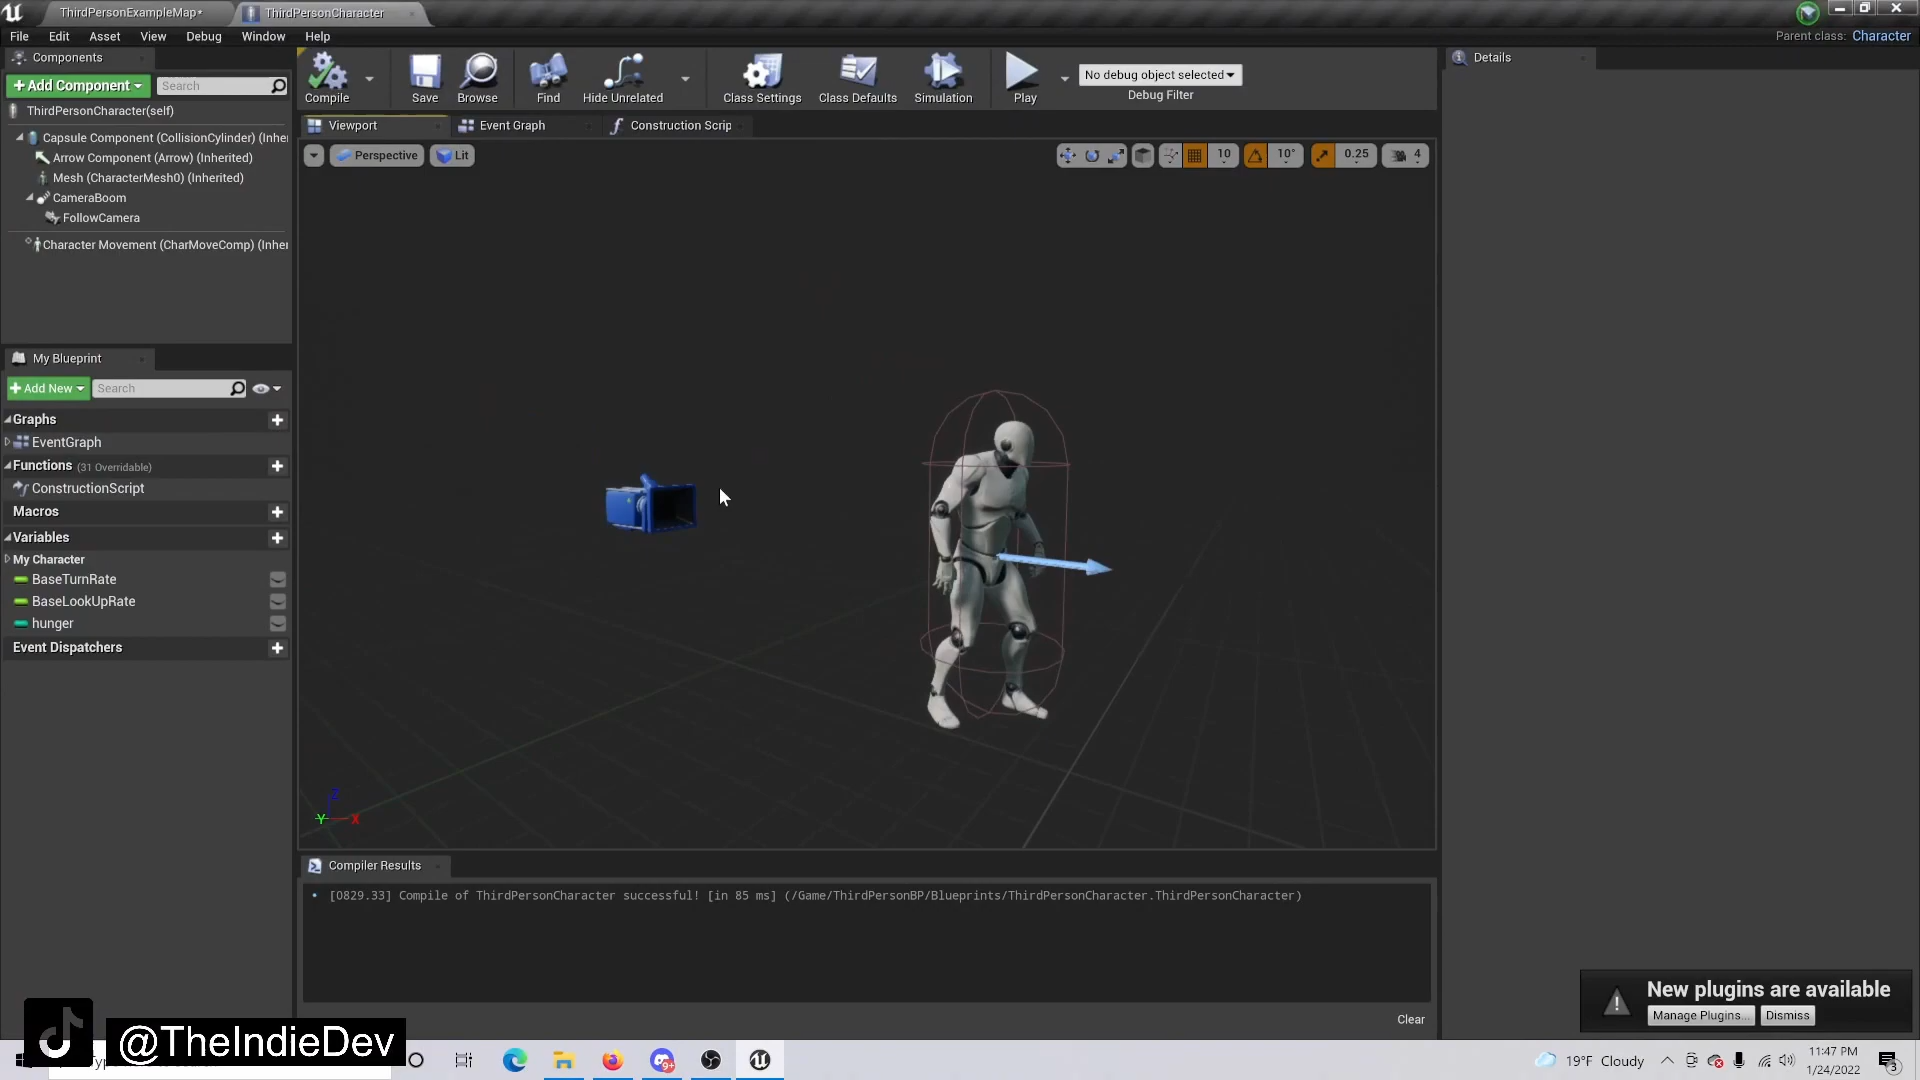 ThirdPersonExampleMap*
ThirdPersonCharacter
File Edit Asset Debug View Window Help
Parent class: Character
Components
+Add Component
Search
ThirdPersonCharacter(self)
Capsule Component (CollisionCylinder) (Inhe
Arrow Component (Arrow) (Inherited)
Mesh (CharacterMesh0) (Inherited)
CameraBoom
FollowCamera
Character Movement (CharMoveComp) (Inhe
My Blueprint
+Add New
Search
Graphs
EventGraph
Functions (31 Overridable)
ConstructionScript
Macros
Variables
My Character
BaseTurnRate
BaseLookUpRate
hunger
Event Dispatchers
Compile
Save
Browse
Find
Hide Unrelated
Class Settings
Class Defaults
Simulation
Play
No debug object selected
Debug Filter
Viewport
Event Graph
Construction Scrip
Perspective
Lit
10
10°
0.25
4
Z
Y
X
Details
Compiler Results
[0829.33] Compile of ThirdPersonCharacter successful! [in 85 ms] (/Game/ThirdPersonBP/Blueprints/ThirdPersonCharacter.ThirdPersonCharacter)
Clear
New plugins are available
Manage Plugins...
Dismiss
@TheIndieDev
9+
19°F Cloudy
11:47 PM
1/24/2022
3